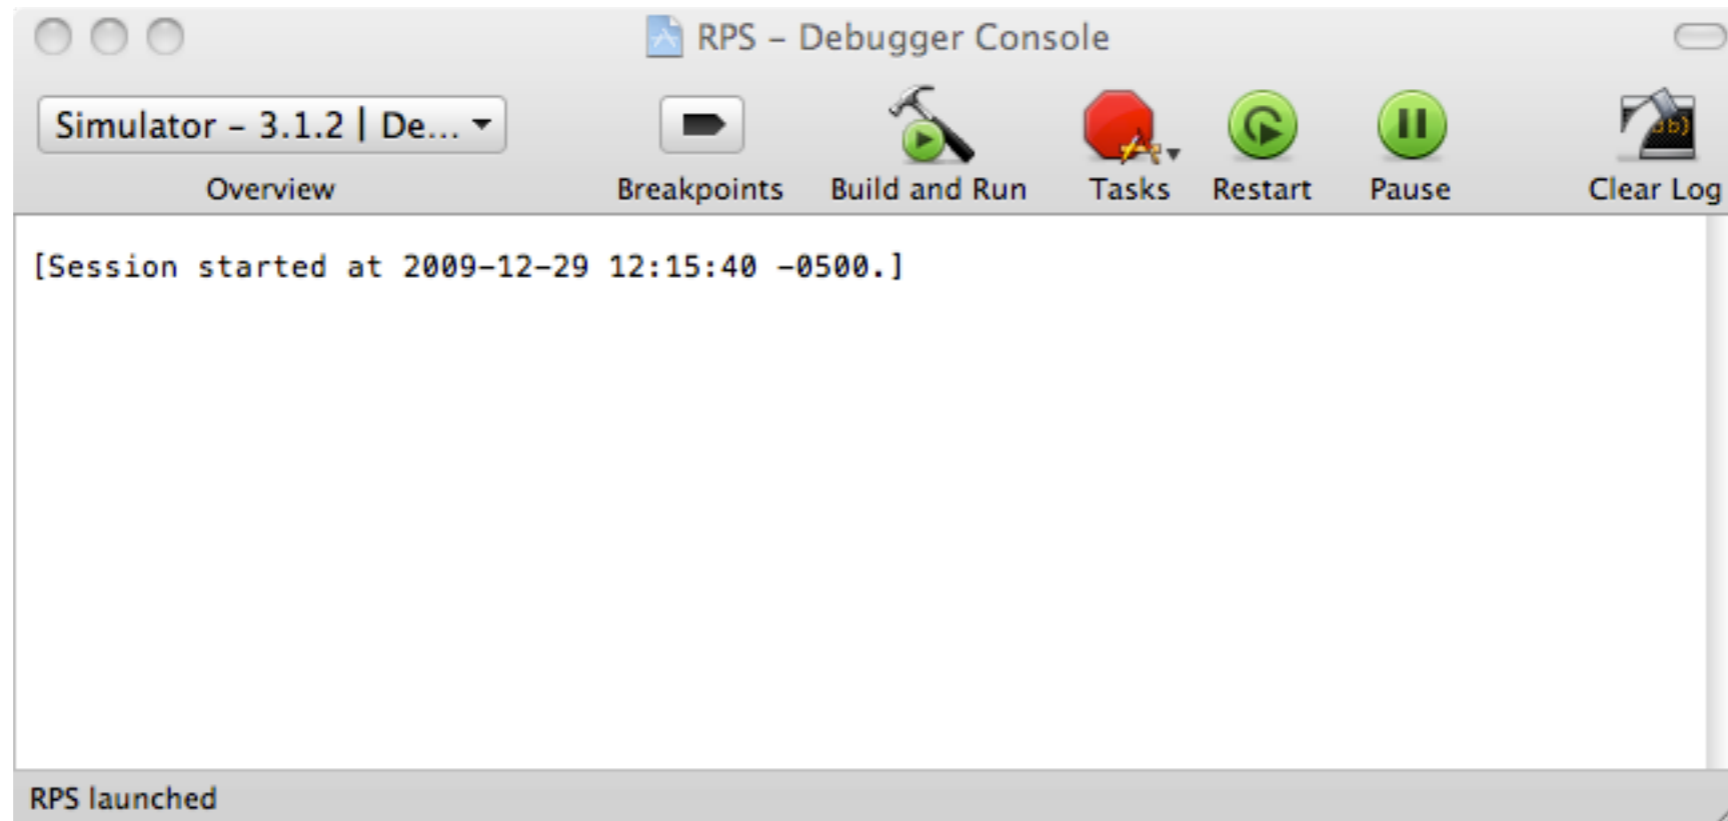 RPS – Debugger Console
Simulator – 3.1.2 | De...
Overview
Breakpoints
Build and Run
Tasks
Restart
Pause
Clear Log
[Session started at 2009-12-29 12:15:40 -0500.]
RPS launched